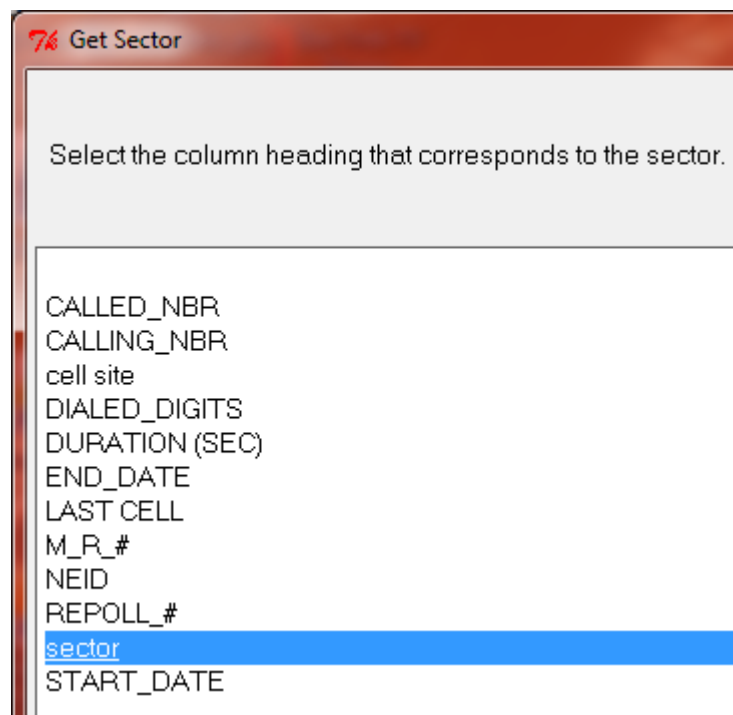 Get Sector
Select the column heading that corresponds to the sector.
CALLED_NBR
CALLING_NBR
cell site
DIALED_DIGITS
DURATION (SEC)
END_DATE
LAST CELL
M_R_#
NEID
REPOLL_#
sector
START_DATE